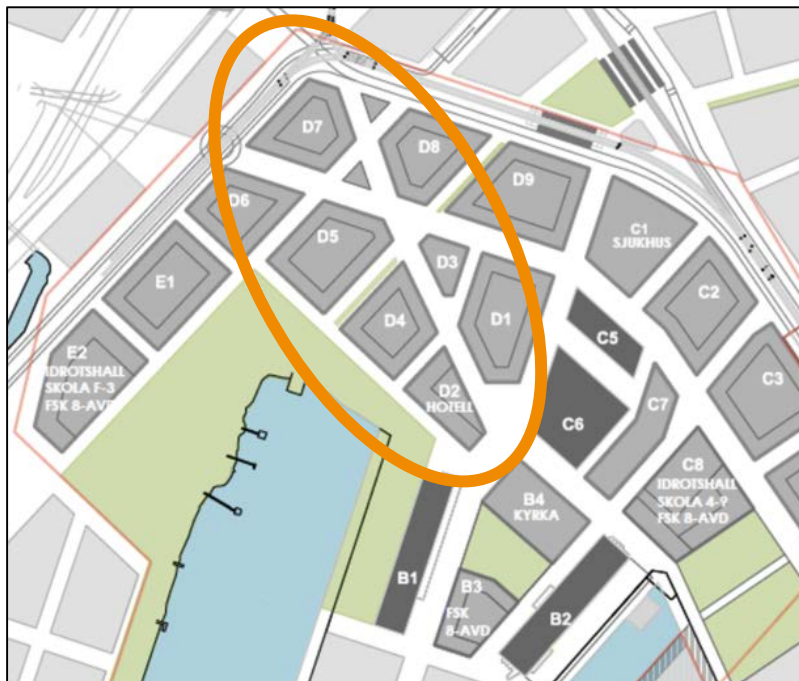 D7
D8
D9
D6
D5
C1
SJUKHUS
D3
E1
C2
D4
D1
C5
E2
IDROTSHALL
SKOLA F-3
FSK 8-AVD
D2
HOTELL
C3
C7
C6
C8
IDROTSHALL
SKOLA 4-9
FSK 8-AVD
B4
KYRKA
B1
B3
FSK
8-AVD
B2